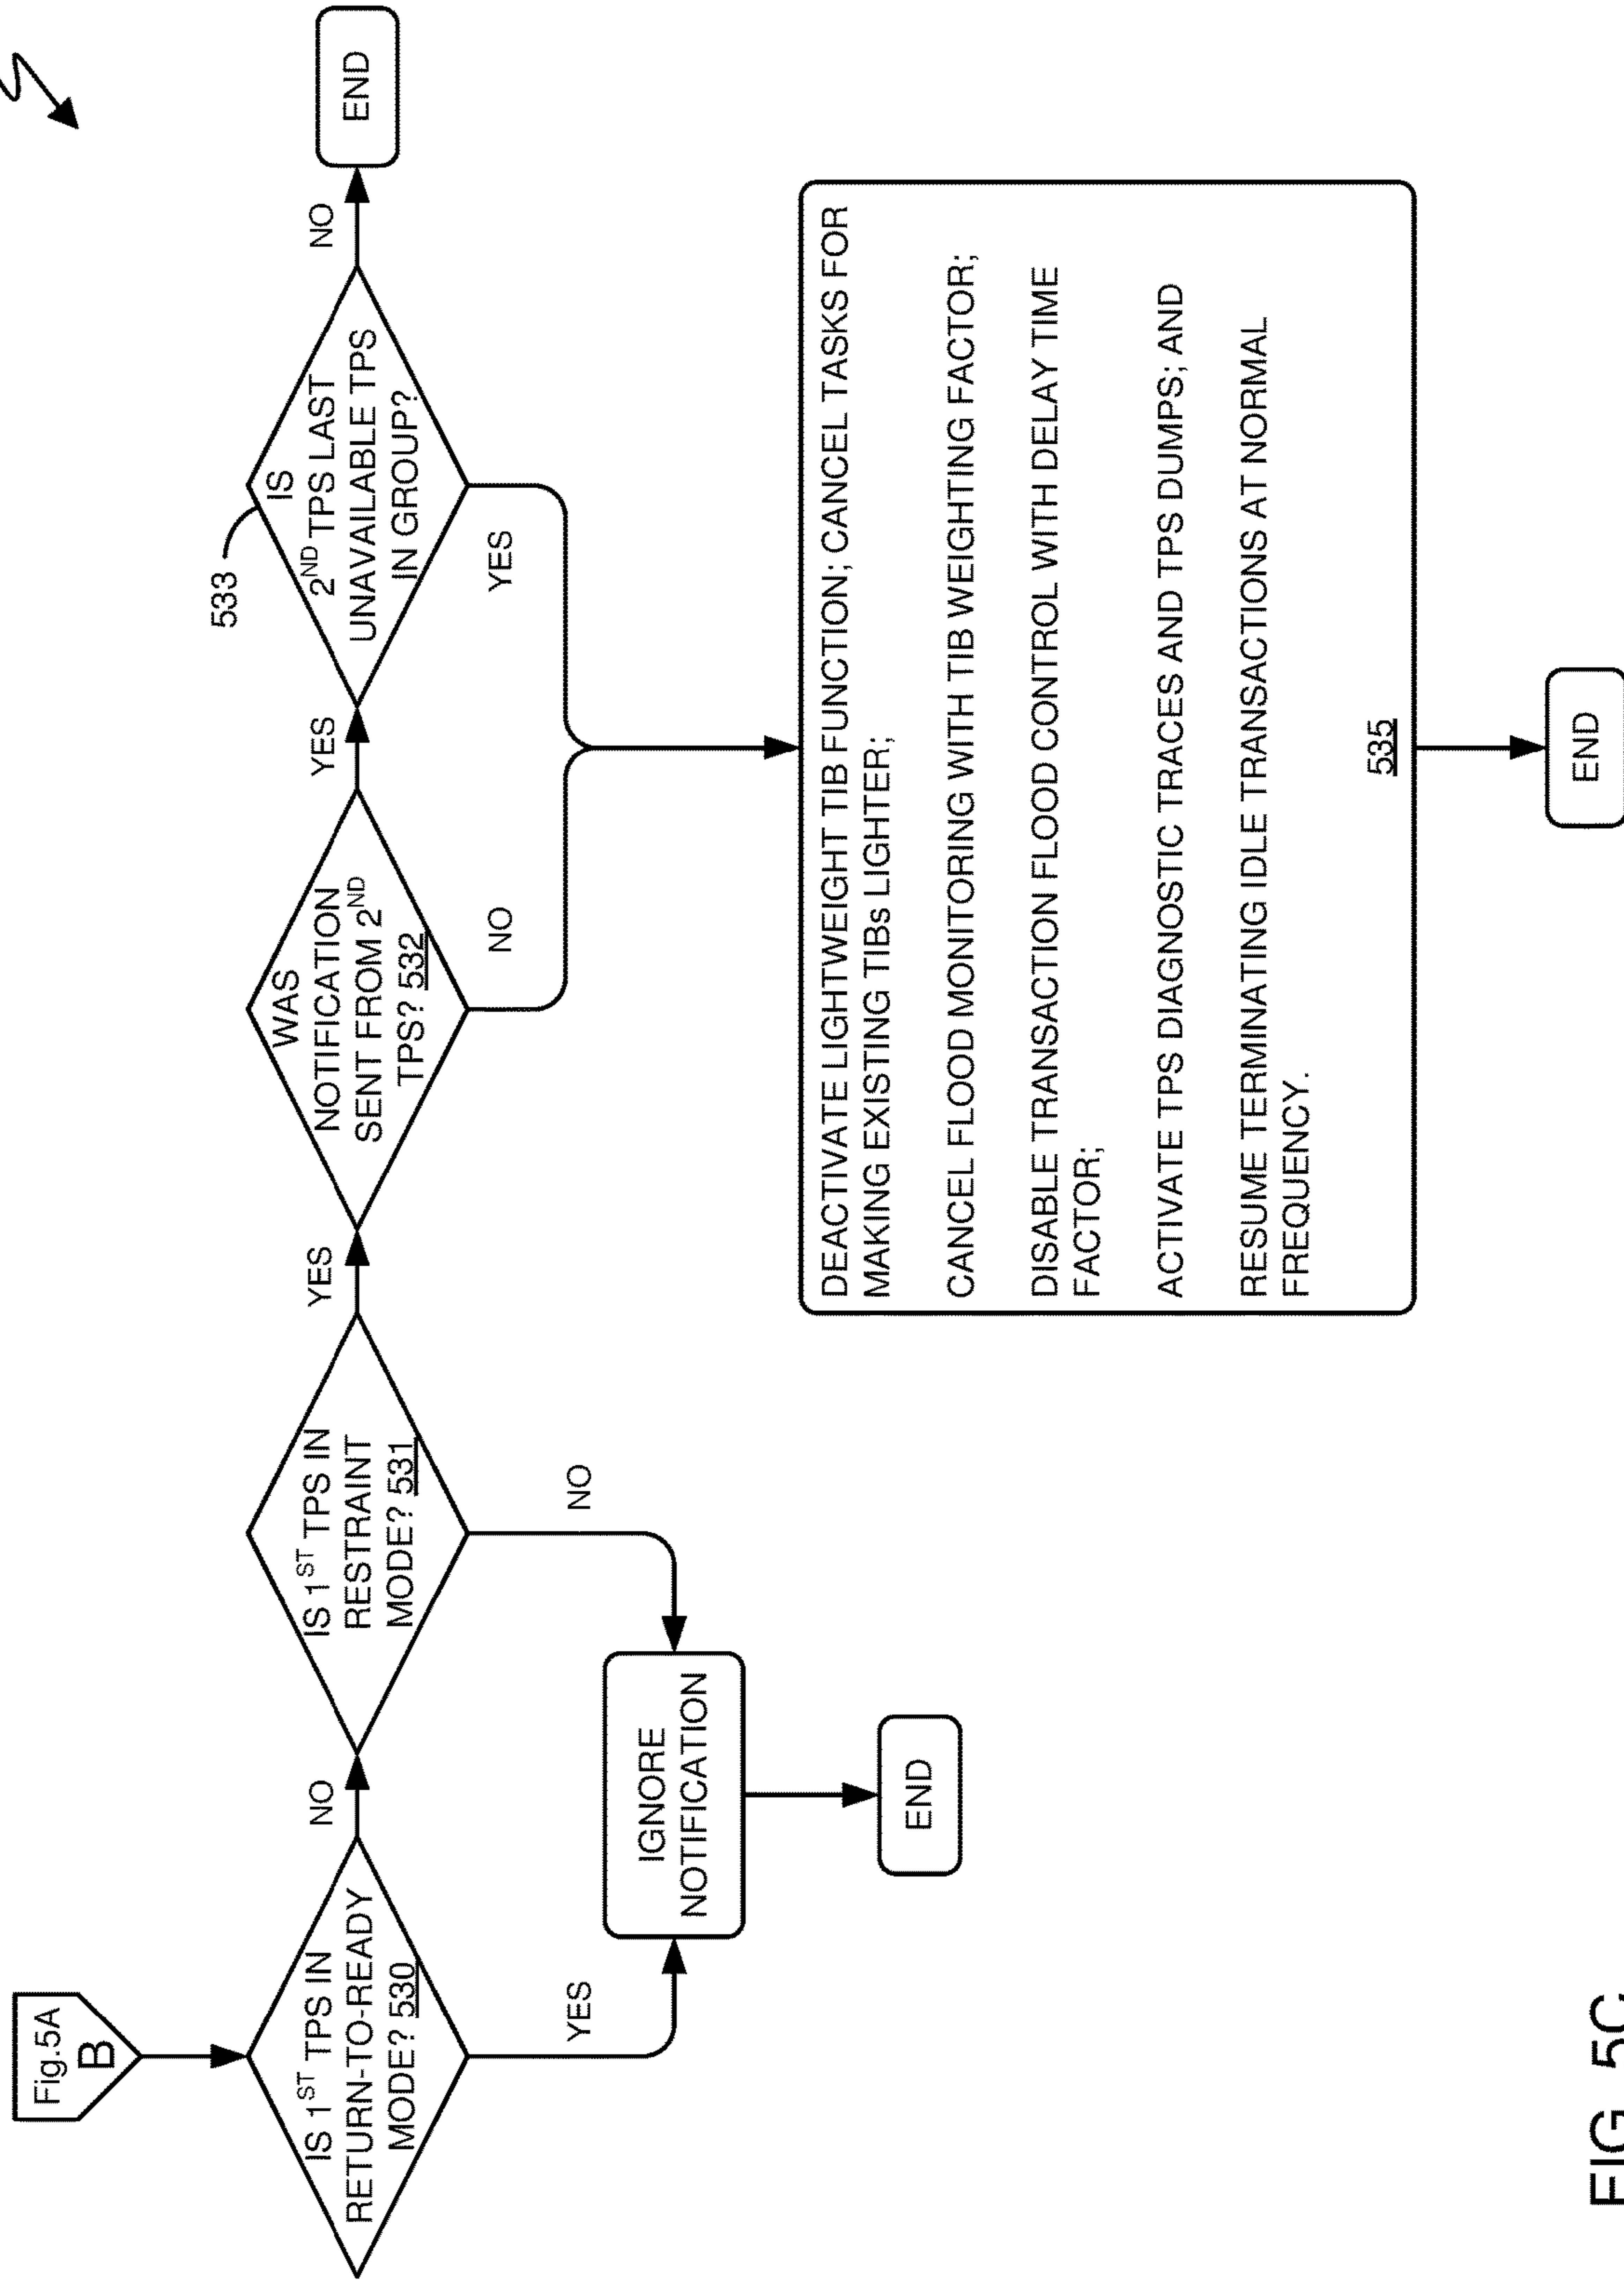 Fig.5A
B
IS 1ST TPS IN
RETURN-TO-READY
MODE? 530
NO
YES
IS 1ST TPS IN
RESTRAINT
MODE? 531
YES
NO
IGNORE
NOTIFICATION
END
WAS
NOTIFICATION
SENT FROM 2ND
TPS? 532
YES
NO
533
IS
2ND TPS LAST
UNAVAILABLE TPS
IN GROUP?
NO
YES
END
DEACTIVATE LIGHTWEIGHT TIB FUNCTION; CANCEL TASKS FOR
MAKING EXISTING TIBs LIGHTER;
CANCEL FLOOD MONITORING WITH TIB WEIGHTING FACTOR;
DISABLE TRANSACTION FLOOD CONTROL WITH DELAY TIME
FACTOR;
ACTIVATE TPS DIAGNOSTIC TRACES AND TPS DUMPS; AND
RESUME TERMINATING IDLE TRANSACTIONS AT NORMAL
FREQUENCY.
535
END
FIG. 5C